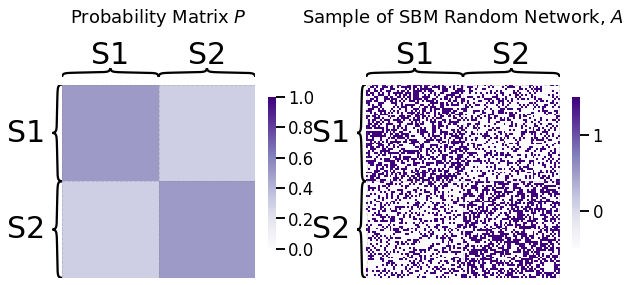 Probability Matrix P
S1 S2
S1
S2
1.0
0.8
0.6
0.4
0.2
0.0
Sample of SBM Random Network, A
S1 S2
S1
S2
1
0